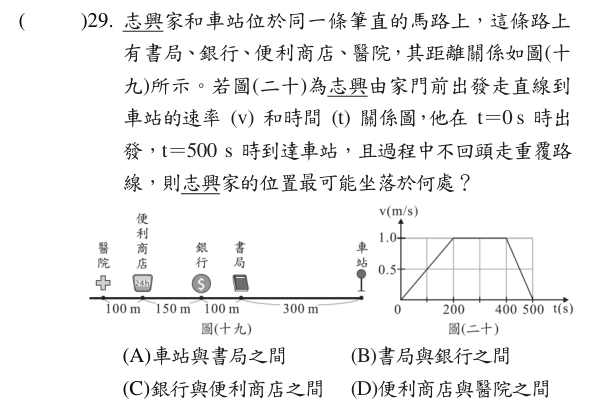 (　　)29. 志興家和車站位於同一條筆直的馬路上，這條路上
有書局、銀行、便利商店、醫院，其距離關係如圖(十
九)所示。若圖(二十)為志興由家門前出發走直線到
車站的速率 (v) 和時間 (t) 關係圖，他在 t＝0 s 時出
發，t＝500 s 時到達車站，且過程中不回頭走重覆路
線，則志興家的位置最可能坐落於何處？
醫院
便利商店
24h
銀行
$
書局
車站
100 m 150 m 100 m 300 m
圖(十九)
v(m/s)
1.0
0.5
0 200 400 500 t(s)
圖(二十)
(A)車站與書局之間 (B)書局與銀行之間
(C)銀行與便利商店之間 (D)便利商店與醫院之間